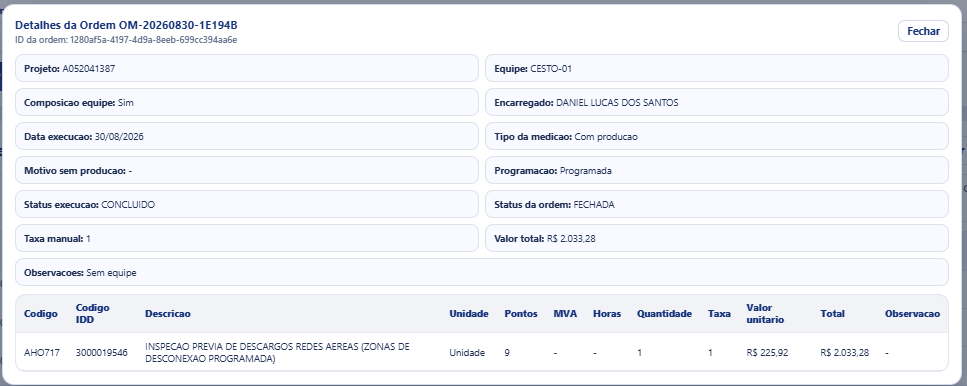 Detalhes da Ordem OM-20260830-1E194B
ID da ordem: 1280af5a-4197-4d9a-8eeb-699cc394aa6e
Fechar
Projeto: A052041387
Equipe: CESTO-01
Composicao equipe: Sim
Encarregado: DANIEL LUCAS DOS SANTOS
Data execucao: 30/08/2026
Tipo da medicao: Com producao
Motivo sem producao: -
Programacao: Programada
Status execucao: CONCLUIDO
Status da ordem: FECHADA
Taxa manual: 1
Valor total: R$ 2.033,28
Observacoes: Sem equipe
Codigo Codigo IDD Descricao Unidade Pontos MVA Horas Quantidade Taxa Valor unitario Total Observacao
AHO717 3000019546 INSPECAO PREVIA DE DESCARGOS REDES AEREAS (ZONAS DE DESCONEXAO PROGRAMADA) Unidade 9 - - 1 1 R$ 225,92 R$ 2.033,28 -